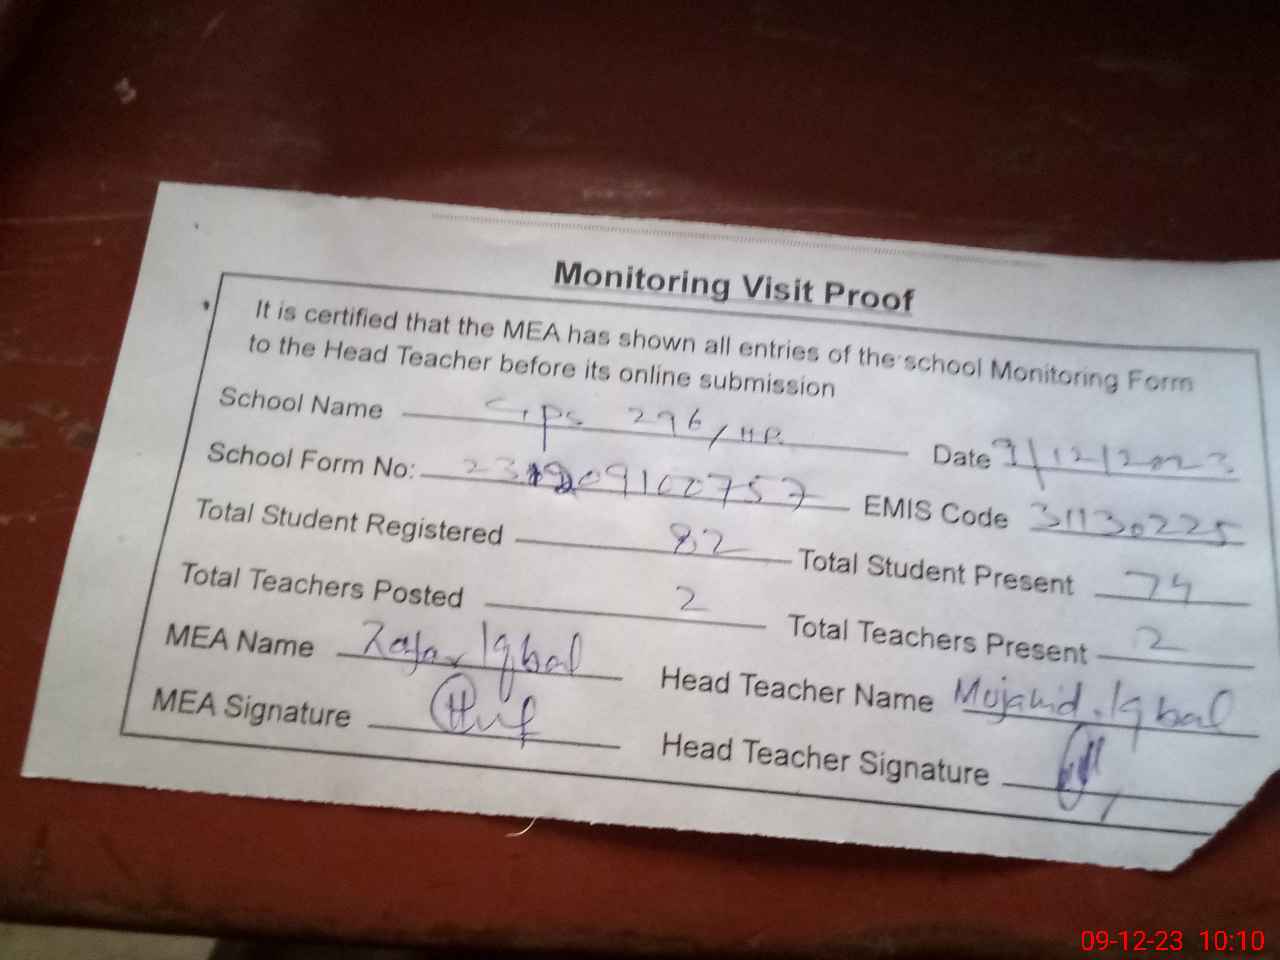 Monitoring Visit Proof
It is certified that the MEA has shown all entries of the school Monitoring Form
to the Head Teacher before its online submission
School Name GPS 276/HR Date 9/12/2023
School Form No: 09100757 EMIS Code 31130225
Total Student Registered 82 Total Student Present 74
Total Teachers Posted 2 Total Teachers Present 2
MEA Name Zafar Iqbal Head Teacher Name Mujahid Iqbal
MEA Signature Head Teacher Signature
09-12-23 10:10